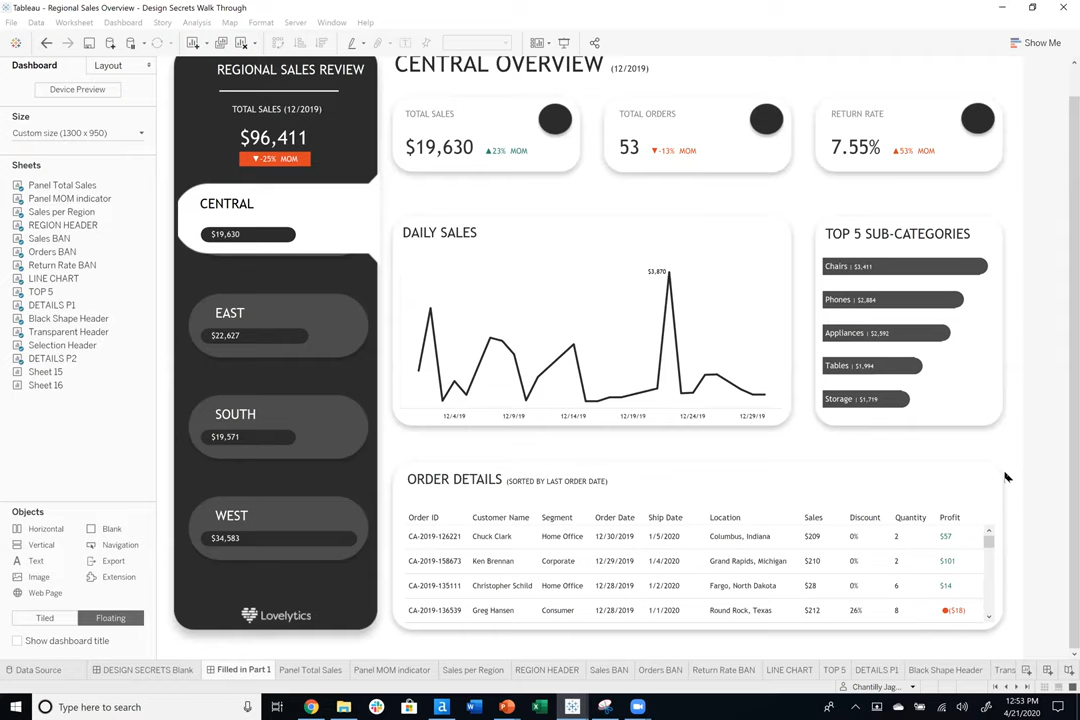 Tableau - Regional Sales Overview - Design Secrets Walk Through
File Data Worksheet Dashboard Story Analysis Map Format Server Window Help
Show Me
Dashboard Layout
Device Preview
Size
Custom size (1300 x 950)
Sheets
Panel Total Sales
Panel MOM indicator
Sales per Region
REGION HEADER
Sales BAN
Orders BAN
Return Rate BAN
LINE CHART
TOP 5
DETAILS P1
Black Shape Header
Transparent Header
Selection Header
DETAILS P2
Sheet 15
Sheet 16
Objects
Horizontal Blank
Vertical Navigation
Text Export
Image Extension
Web Page
Tiled Floating
Show dashboard title
REGIONAL SALES REVIEW
TOTAL SALES (12/2019)
$96,411
▼-25% MOM
CENTRAL
$19,630
EAST
$22,627
SOUTH
$19,571
WEST
$34,583
Lovelytics
CENTRAL OVERVIEW (12/2019)
TOTAL SALES
$19,630 ▲23% MOM
TOTAL ORDERS
53 ▼-13% MOM
RETURN RATE
7.55% ▲53% MOM
DAILY SALES
$3,870
12/4/19 12/9/19 12/14/19 12/19/19 12/24/19 12/29/19
TOP 5 SUB-CATEGORIES
Chairs | $3,411
Phones | $2,884
Appliances | $2,592
Tables | $1,994
Storage | $1,719
ORDER DETAILS (SORTED BY LAST ORDER DATE)
Order ID Customer Name Segment Order Date Ship Date Location Sales Discount Quantity Profit
CA-2019-126221 Chuck Clark Home Office 12/30/2019 1/5/2020 Columbus, Indiana $209 0% 2 $57
CA-2019-158673 Ken Brennan Corporate 12/29/2019 1/4/2020 Grand Rapids, Michigan $210 0% 2 $101
CA-2019-135111 Christopher Schild Home Office 12/28/2019 1/2/2020 Fargo, North Dakota $28 0% 6 $14
CA-2019-136539 Greg Hansen Consumer 12/28/2019 1/1/2020 Round Rock, Texas $212 26% 8 ●($18)
Data Source DESIGN SECRETS Blank Filled in Part 1 Panel Total Sales Panel MOM indicator Sales per Region REGION HEADER Sales BAN Orders BAN Return Rate BAN LINE CHART TOP 5 DETAILS P1 Black Shape Header Trans
Chantilly Jag...
Type here to search
12:53 PM
4/21/2020